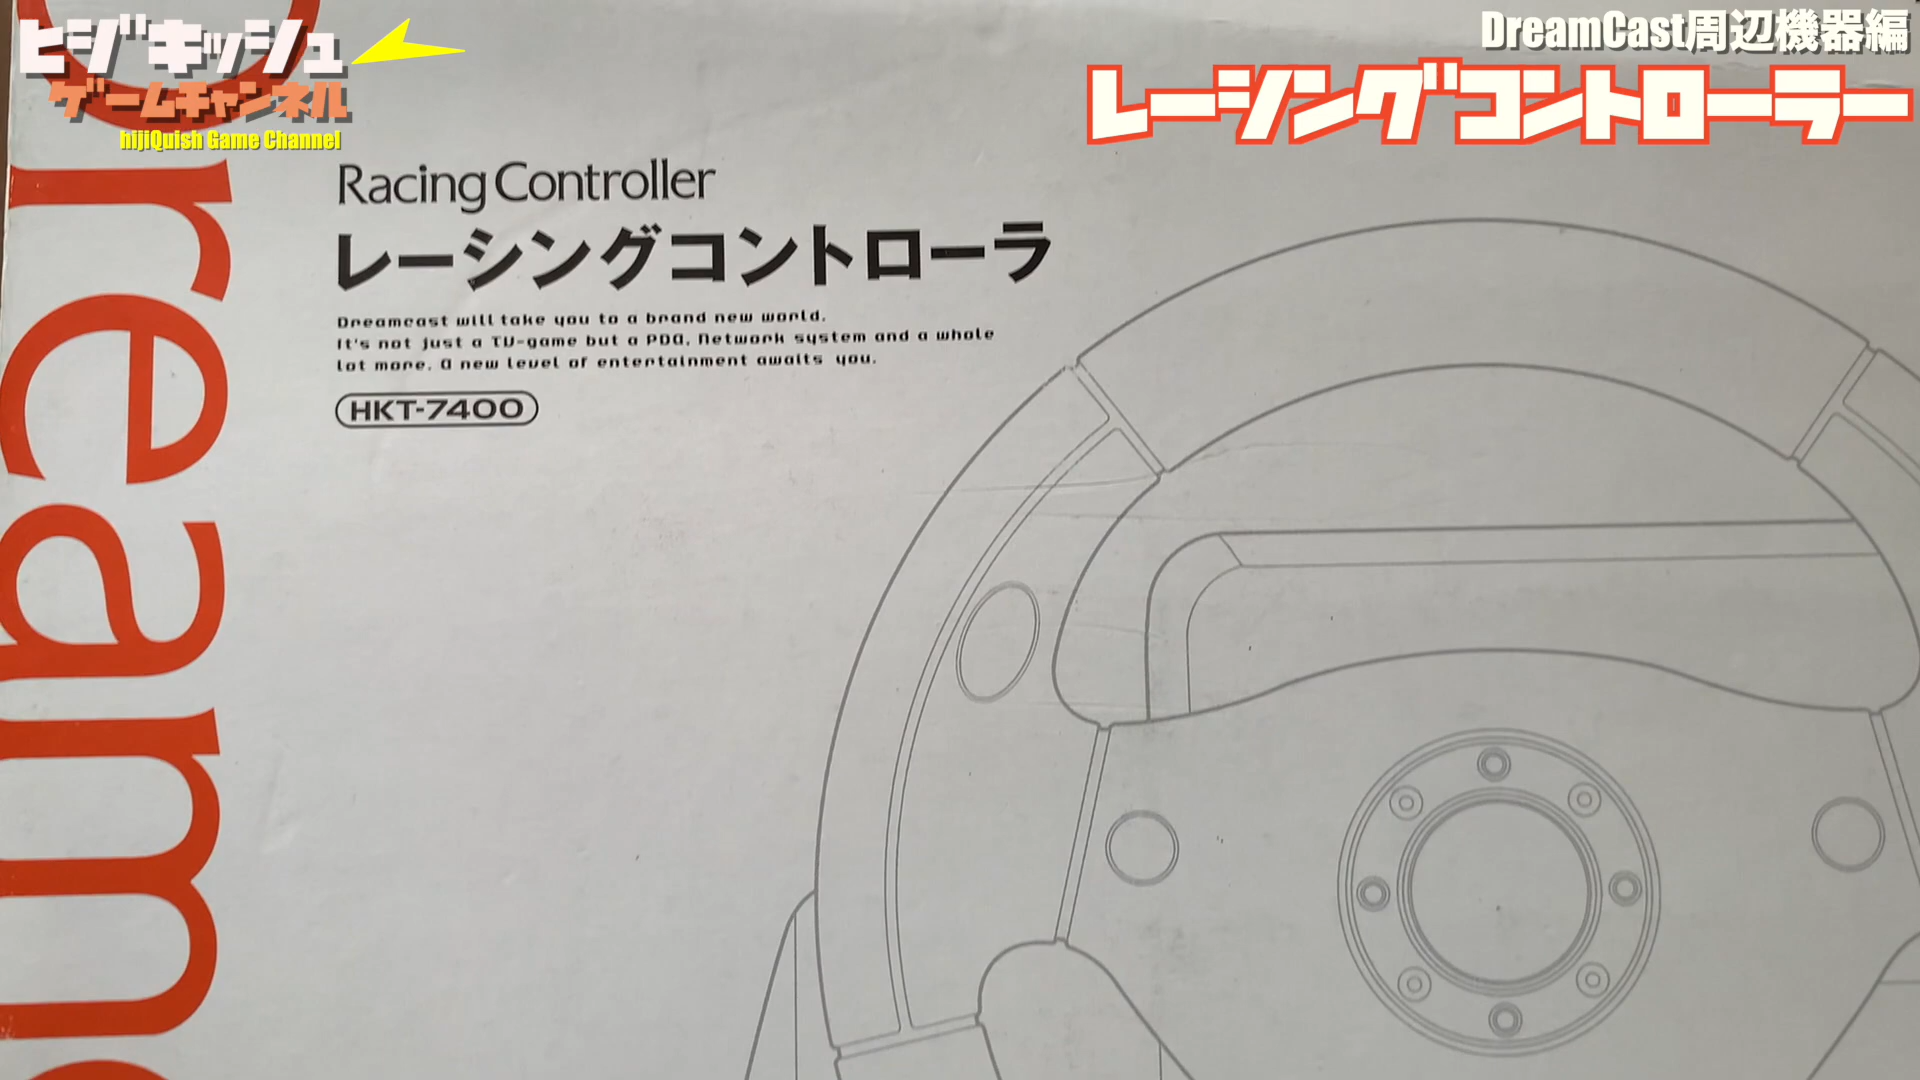 ヒジキッシュ
ゲームチャンネル
hijiQuish Game Channel
DreamCast周辺機器編
レーシングコントローラー
Dreamc
Racing Controller
レーシングコントローラ
Dreamcast will take you to a brand new world.
It's not just a TV-game but a PDA, Network system and a whole
lot more. A new level of entertainment awaits you.
HKT-7400